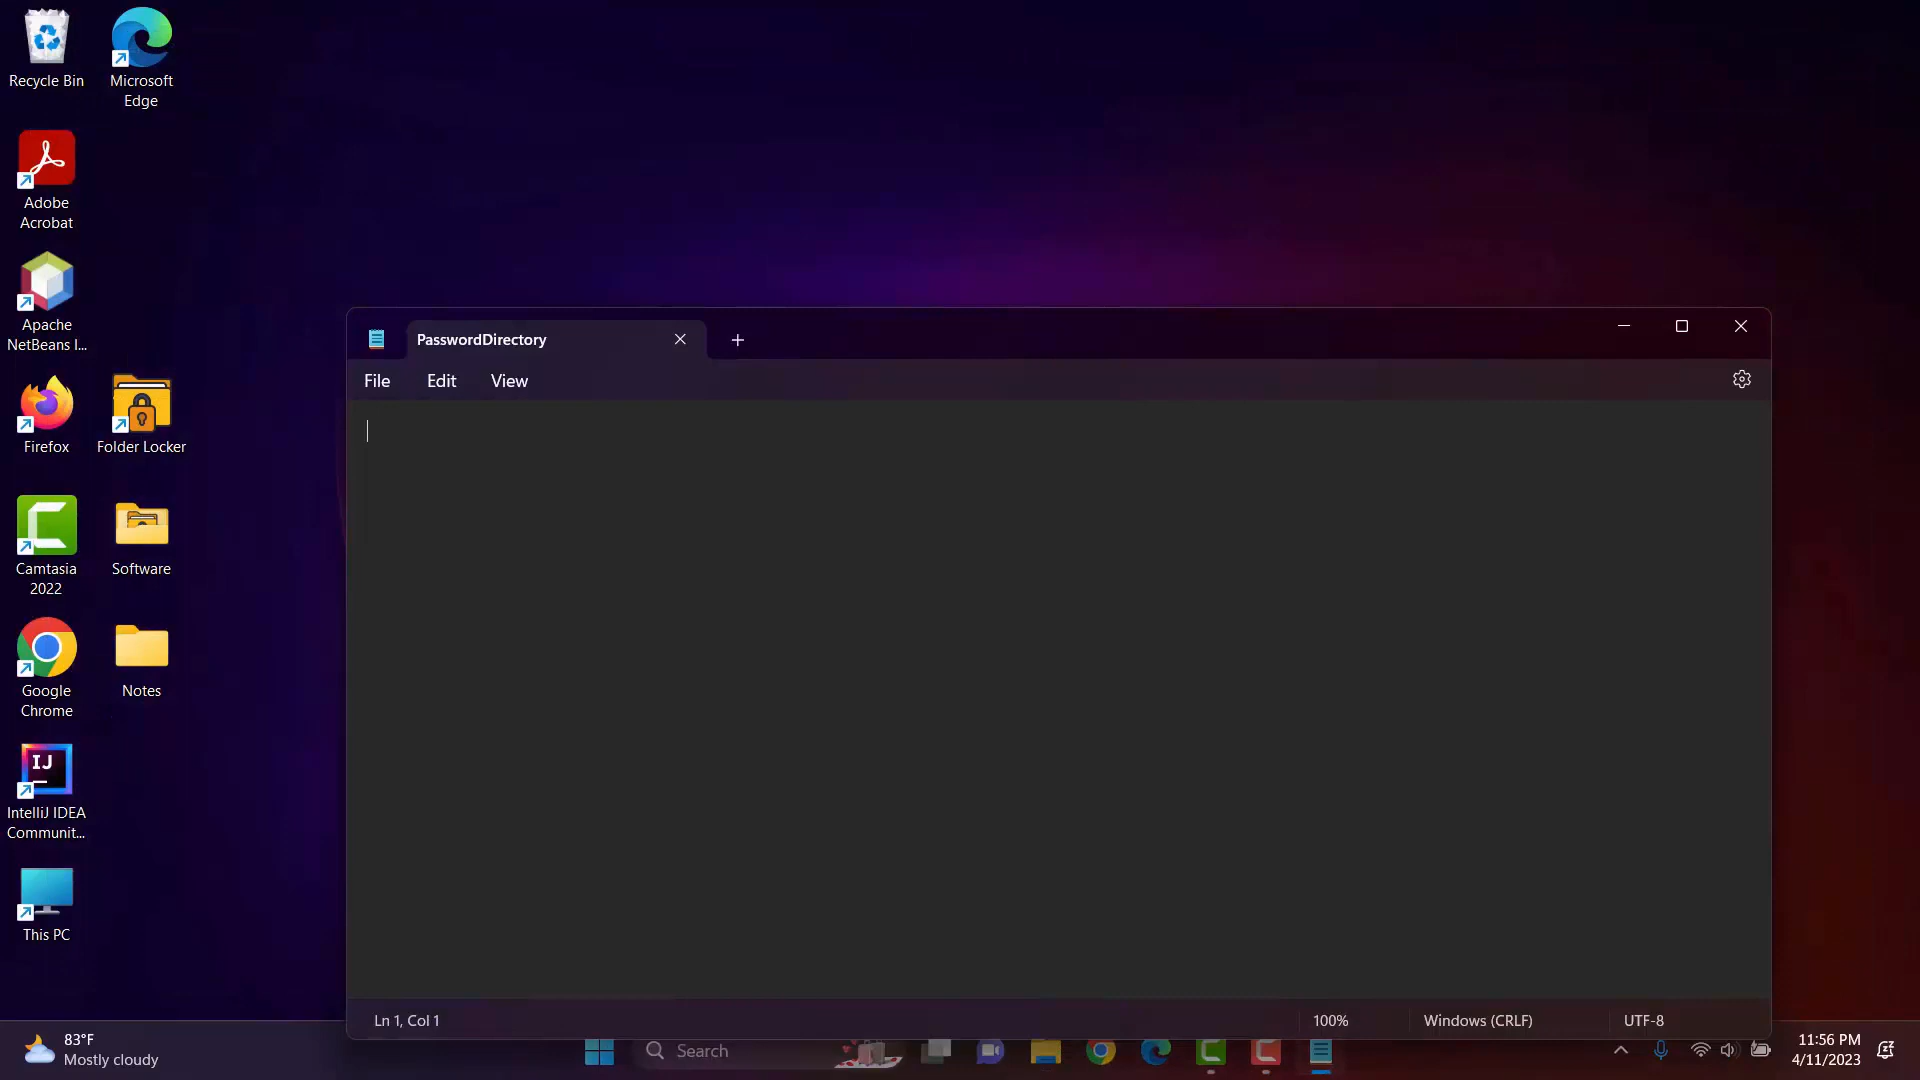 Recycle Bin
Microsoft
Edge
Adobe
Acrobat
Apache
NetBeans I...
Firefox
Folder Locker
Camtasia
2022
Software
Google
Chrome
Notes
IJ
IntelliJ IDEA
Communit...
This PC
PasswordDirectory
File
Edit
View
Ln 1, Col 1
100%
Windows (CRLF)
UTF-8
83°F
Mostly cloudy
Search
11:56 PM
4/11/2023